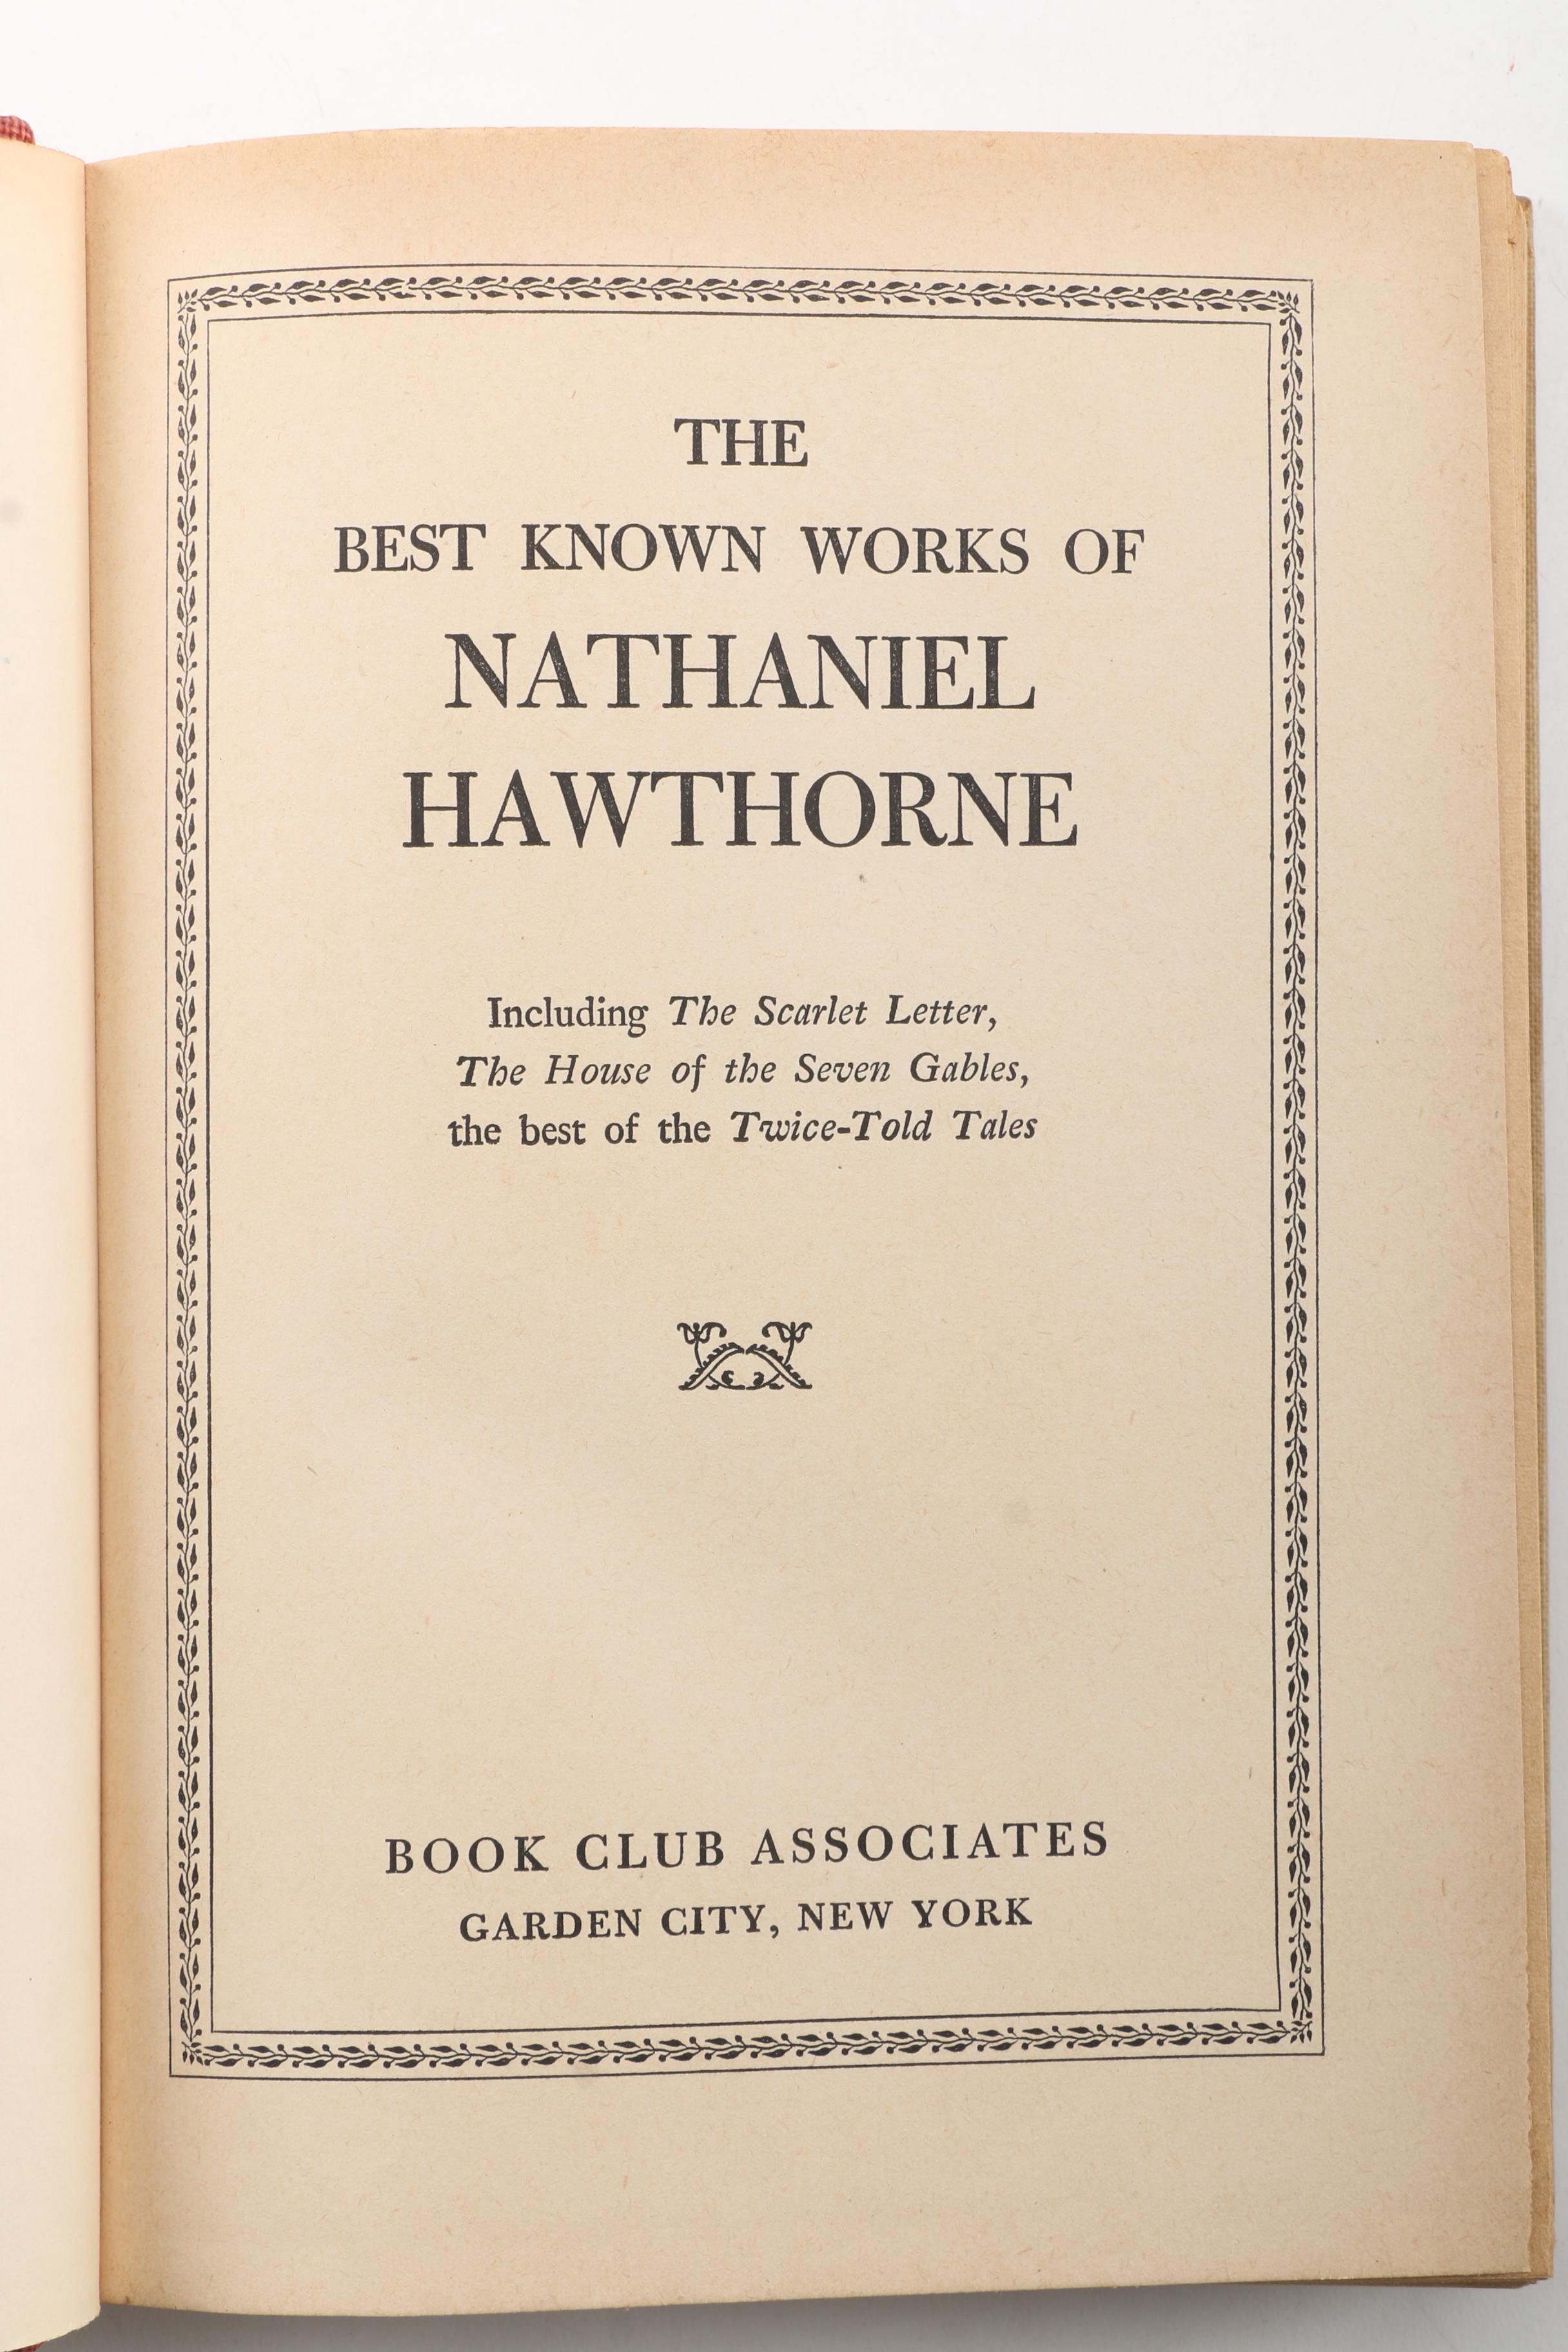 THE
BEST KNOWN WORKS OF
NATHANIEL
HAWTHORNE
Including The Scarlet Letter,
The House of the Seven Gables,
the best of the Twice-Told Tales
BOOK CLUB ASSOCIATES
GARDEN CITY, NEW YORK